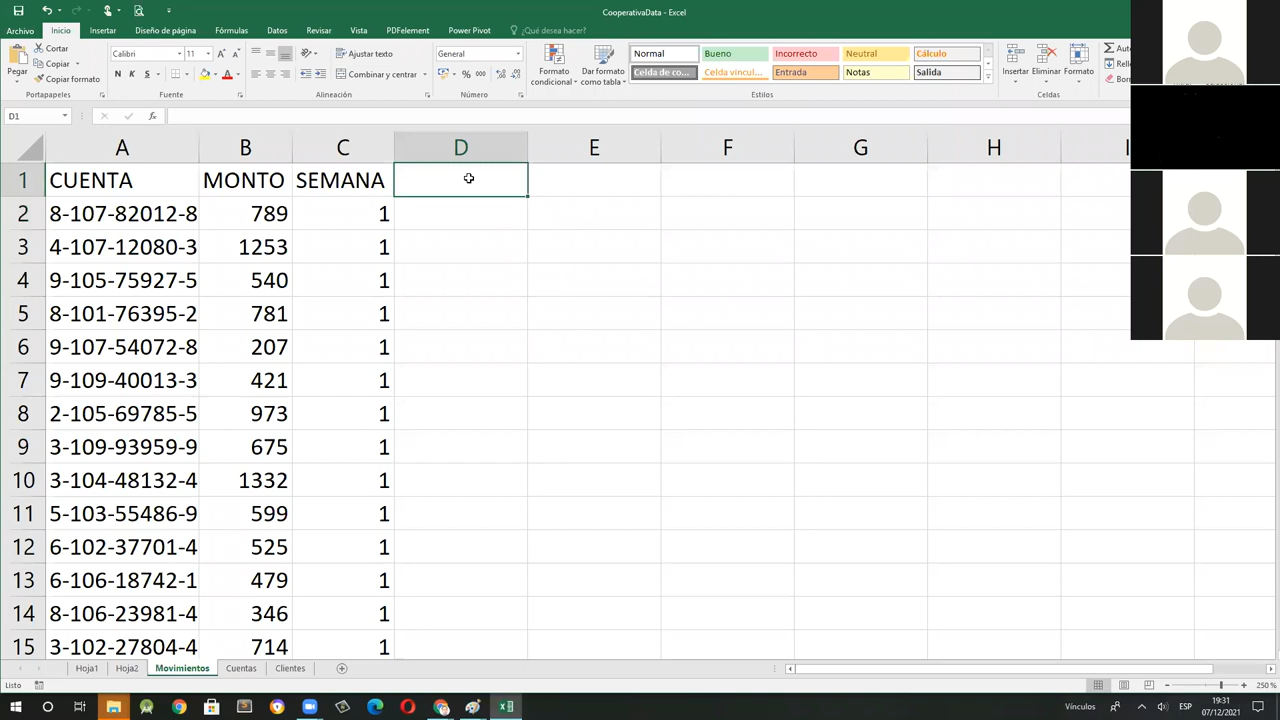 CooperativaData - Excel
Archivo Inicio Insertar Diseño de página Fórmulas Datos Revisar Vista PDFelement Power Pivot ¿Qué desea hacer?
Pegar
Cortar
Copiar
Copiar formato
Portapapeles
Calibri 11
N K S
Fuente
Ajustar texto
Combinar y centrar
Alineación
General
% 000
Número
Formato condicional
Dar formato como tabla
Normal Bueno Incorrecto Neutral Cálculo
Celda de co... Celda vincul... Entrada Notas Salida
Estilos
Insertar Eliminar Formato
Celdas
D1
fx
A B C D E F G H I
1 CUENTA MONTO SEMANA
2 8-107-82012-8 789 1
3 4-107-12080-3 1253 1
4 9-105-75927-5 540 1
5 8-101-76395-2 781 1
6 9-107-54072-8 207 1
7 9-109-40013-3 421 1
8 2-105-69785-5 973 1
9 3-109-93959-9 675 1
10 3-104-48132-4 1332 1
11 5-103-55486-9 599 1
12 6-102-37701-4 525 1
13 6-106-18742-1 479 1
14 8-106-23981-4 346 1
15 3-102-27804-4 714 1
Hoja1 Hoja2 Movimientos Cuentas Clientes
Listo
250 %
Vínculos
ESP
19:31
07/12/2021